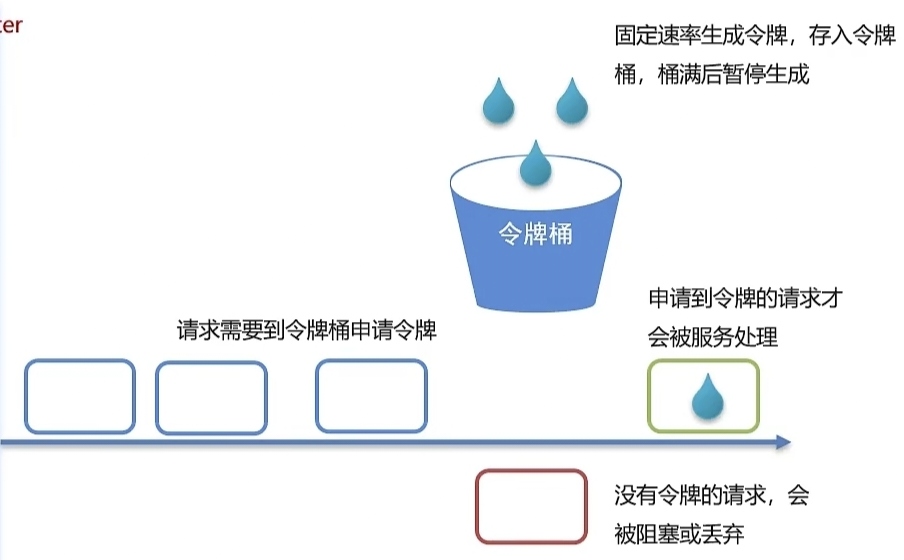 ter
固定速率生成令牌，存入令牌
桶，桶满后暂停生成
令牌桶
申请到令牌的请求才
会被服务处理
请求需要到令牌桶申请令牌
没有令牌的请求，会
被阻塞或丢弃